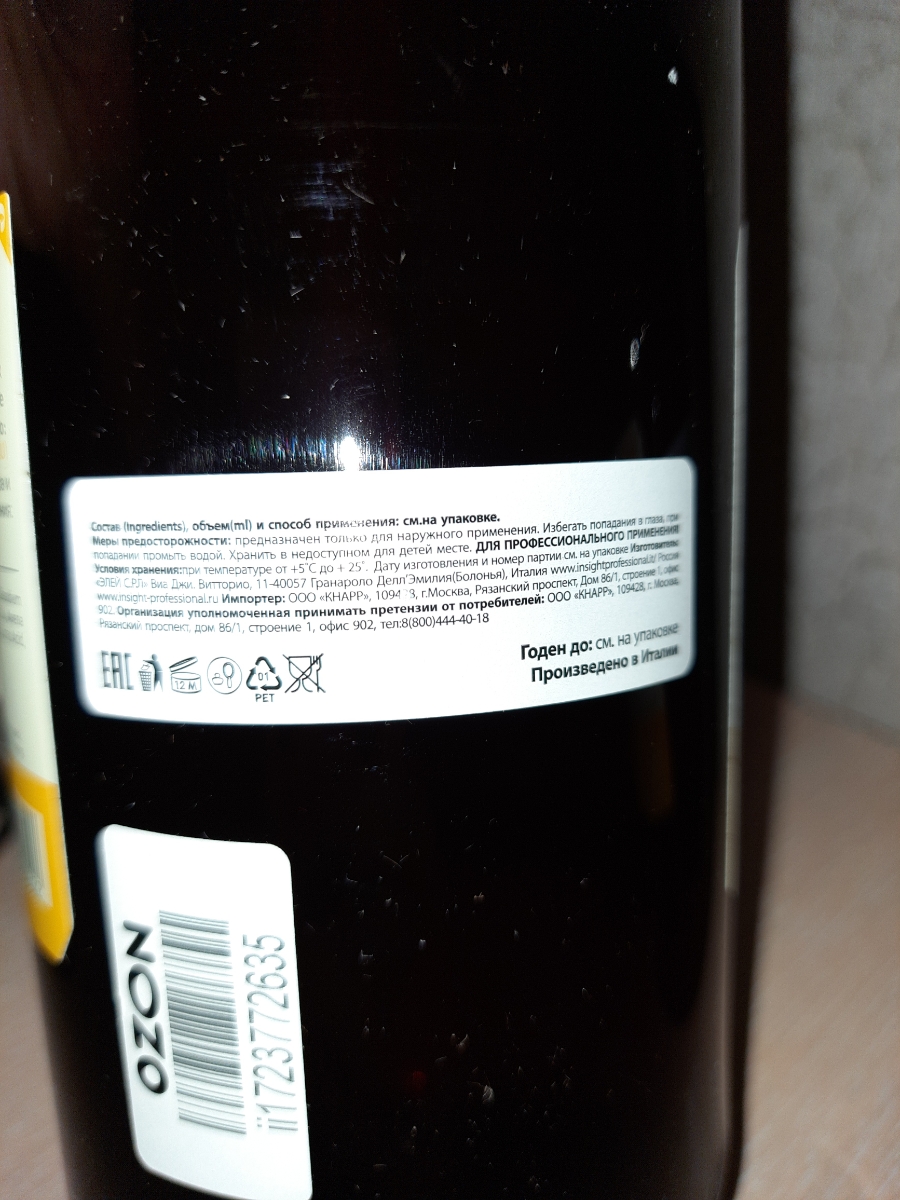 Состав (Ingredients), объем(ml) и способ применения: см.на упаковке.
Меры предосторожности: предназначен только для наружного применения. Избегать попадания в глаза, при
попадании промыть водой. Хранить в недоступном для детей месте. ДЛЯ ПРОФЕССИОНАЛЬНОГО ПРИМЕНЕНИЯ!
Условия хранения:при температуре от +5˚С до + 25˚. Дату изготовления и номер партии см. на упаковке Изготовитель:
«ЭЛЕЙ С.Р.Л» Виа Джи. Витторио, 11-40057 Гранароло Делл'Эмилия(Болонья), Италия www.insightprofessional.it/ Россия
www.insight-professional.ru Импортер: ООО «КНАРР», г.Москва, Рязанский проспект, Дом 86/1, строение 1, офис
902. Организация уполномоченная принимать претензии от потребителей: ООО «КНАРР», 109428, г. Москва,
Рязанский проспект, дом 86/1, строение 1, офис 902, тел:8(800)444-40-18
Годен до: см. на упаковке
Произведено в Италии
EAC
12 M
01
PET
OZON
ii1723772635